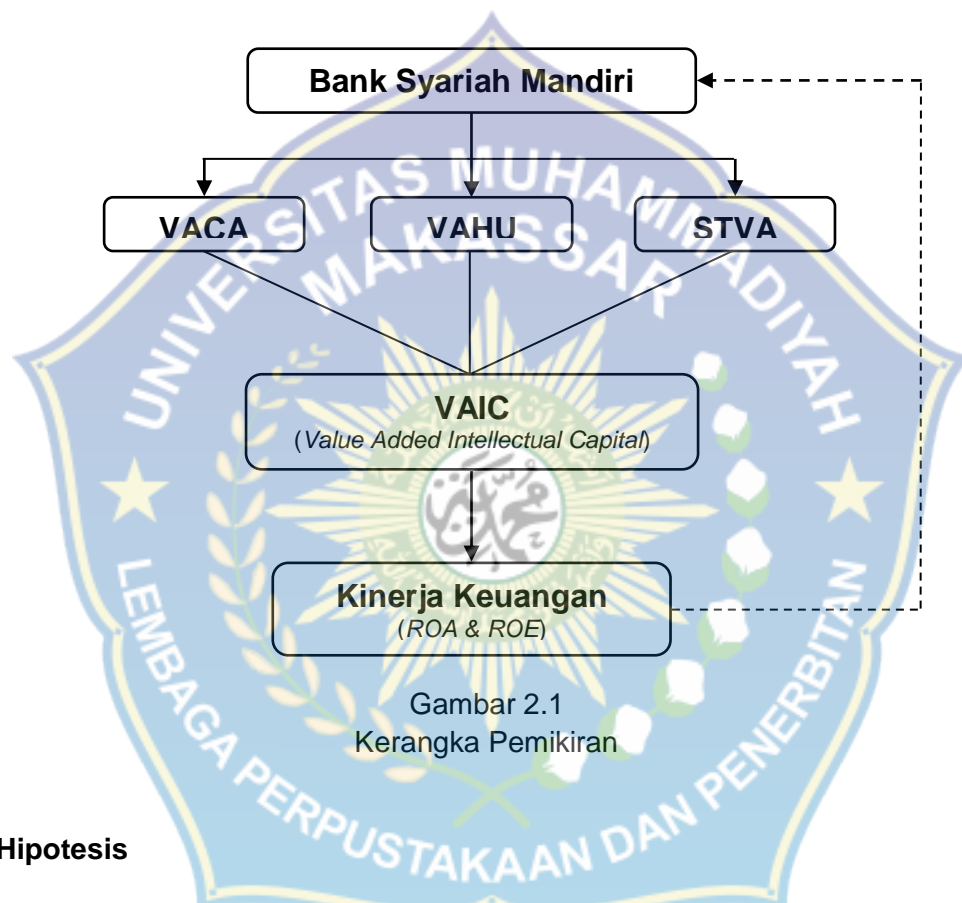 Bank Syariah Mandiri
VACA
VAHU
STVA
VAIC
(Value Added Intellectual Capital)
Kinerja Keuangan
(ROA & ROE)
Gambar 2.1
Kerangka Pemikiran
Hipotesis
UNIVERSITAS MUHAMMADIYAH
MAKASSAR
LEMBAGA PERPUSTAKAAN DAN PENERBITAN